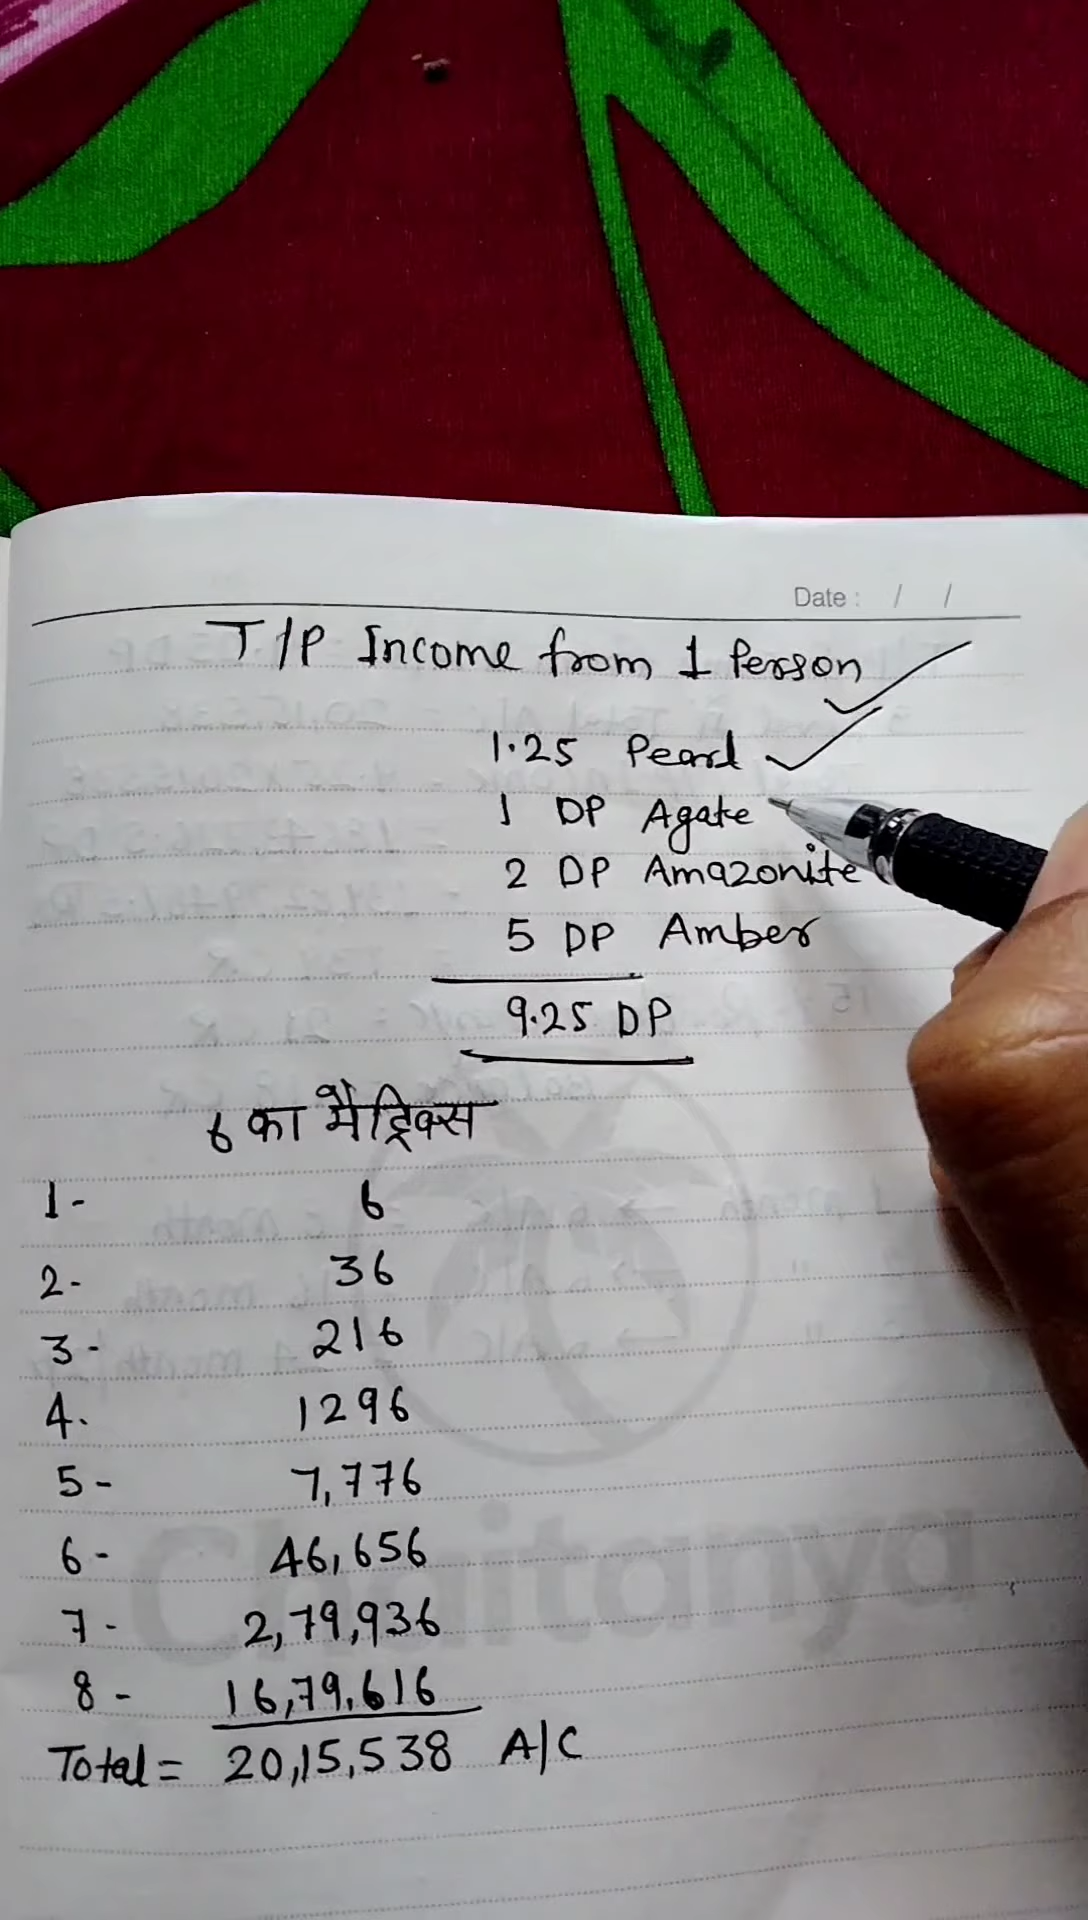 Date : / /
T/P Income from 1 Person
1.25 Pearl
1 DP Agate
2 DP Amazonite
5 DP Amber
9.25 DP
6 का मैट्रिक्स
1- 6
2- 36
3- 216
4. 1296
5- 7,776
6- 46,656
7- 2,79,936
8- 16,79,616
Total = 20,15,538 A/C
Chaitanya